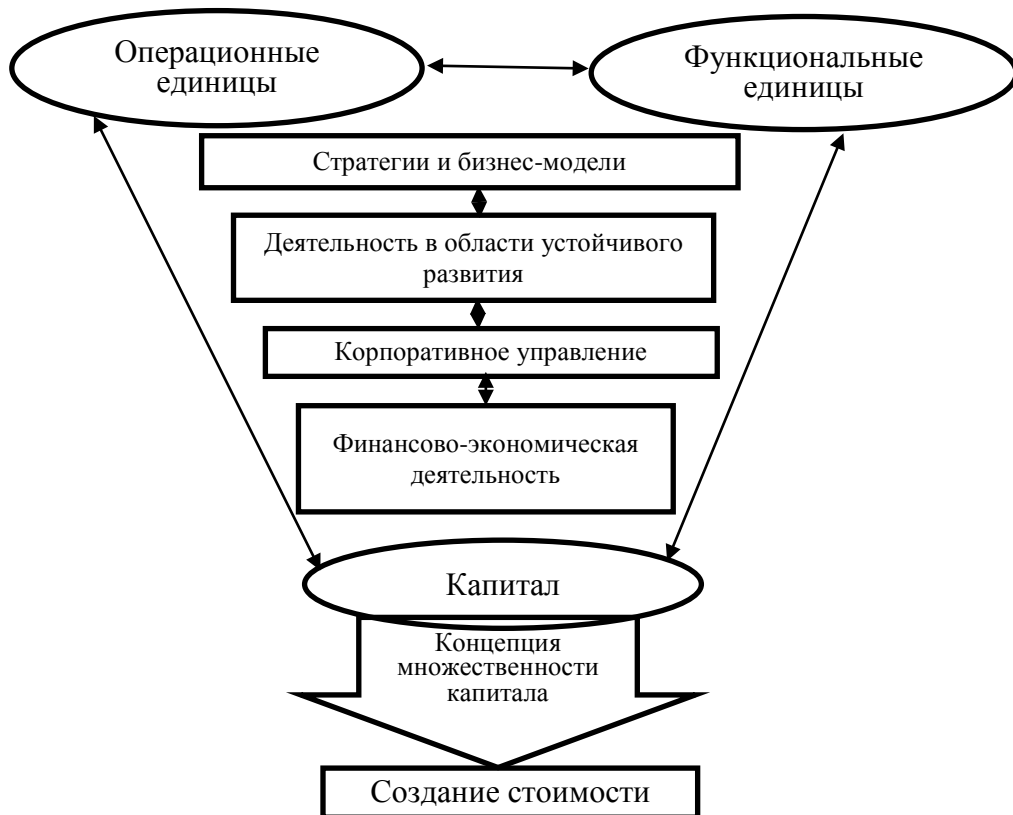 Операционные
единицы
Функциональные
единицы
Стратегии и бизнес-модели
Деятельность в области устойчивого
развития
Корпоративное управление
Финансово-экономическая
деятельность
Капитал
Концепция
множественности
капитала
Создание стоимости